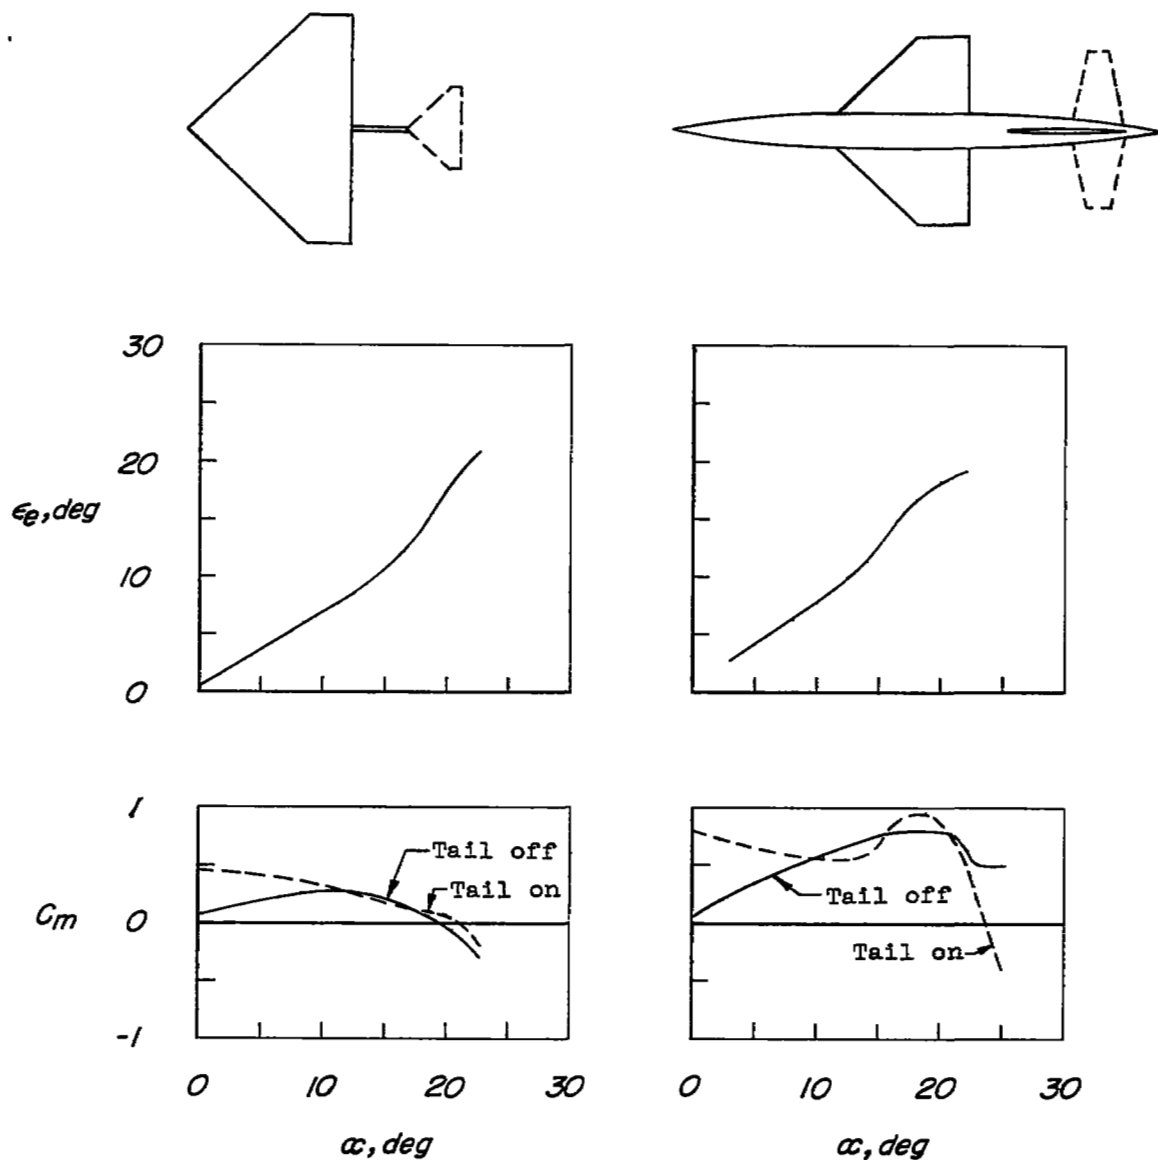 30
20
ϵe, deg
10
0
1
Tail off
Tail on
Cm
0
-1
0 10 20 30
α, deg
Tail off
Tail on
0 10 20 30
α, deg